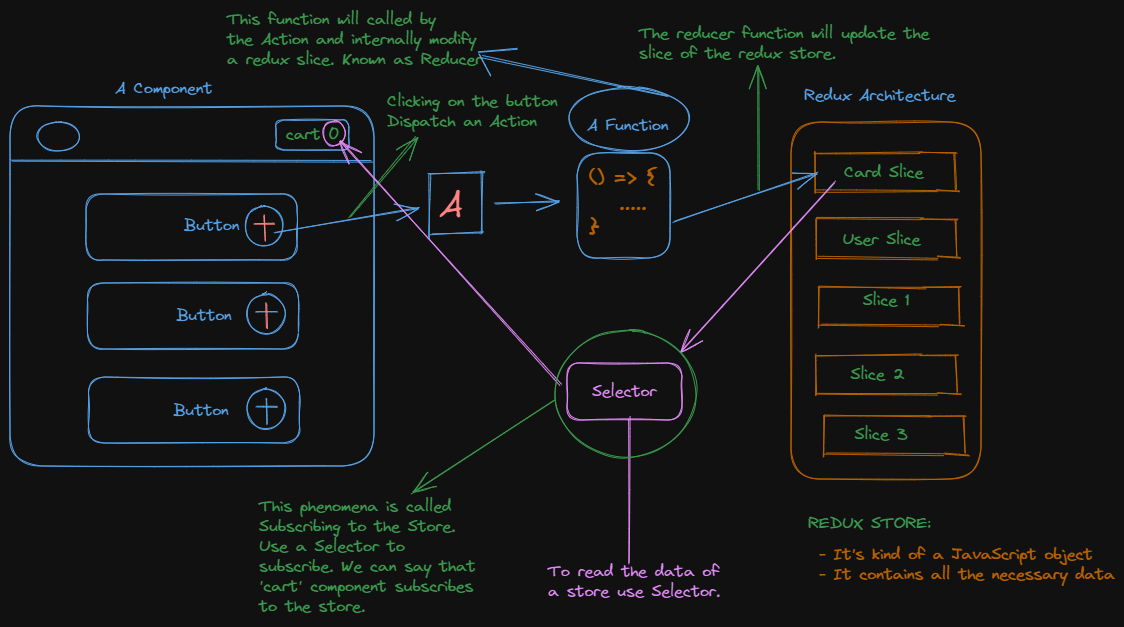 This function will called by
the Action and internally modify
a redux slice. Known as Reducer
The reducer function will update the
slice of the redux store.
A Component
Clicking on the button
Dispatch an Action
Redux Architecture
cart 0
A Function
() => {
.....
}
A
Button +
Button +
Button +
Card Slice
User Slice
Slice 1
Slice 2
Slice 3
Selector
This phenomena is called
Subscribing to the Store.
Use a Selector to
subscribe. We can say that
'cart' component subscribes
to the store.
To read the data of
a store use Selector.
REDUX STORE:
- It's kind of a JavaScript object
- It contains all the necessary data